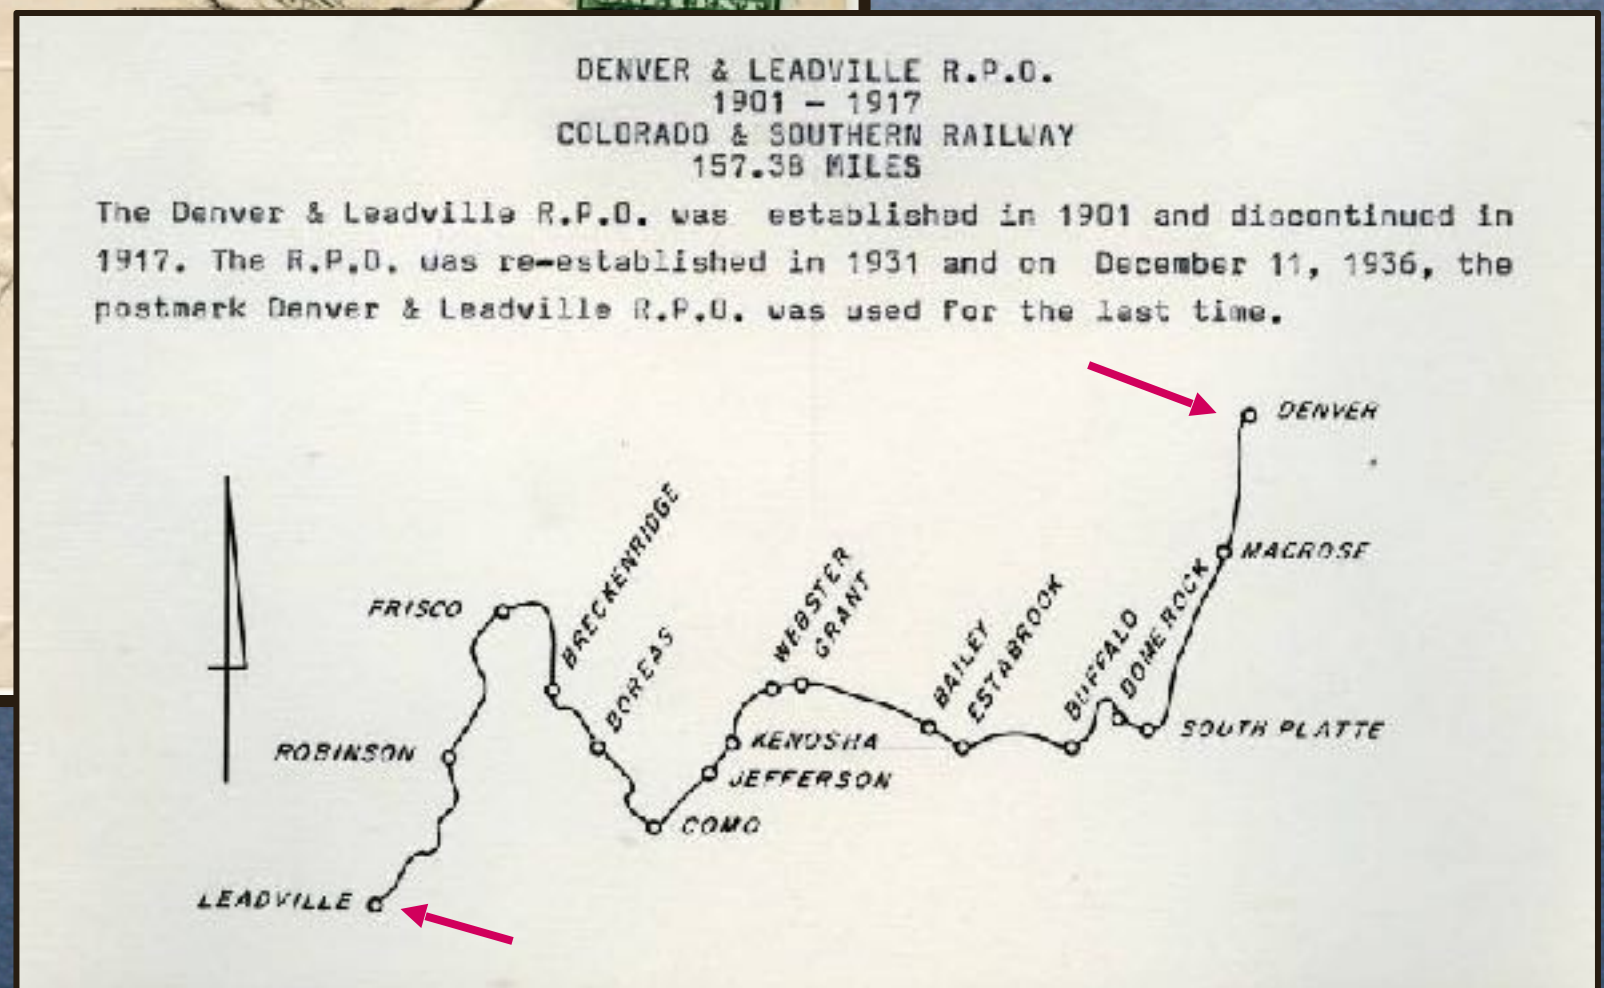 DENVER & LEADVILLE R.P.O.
1901 - 1917
COLORADO & SOUTHERN RAILWAY
157.38 MILES
The Denver & Leadville R.P.O. was established in 1901 and discontinued in
1917. The R.P.O. was re-established in 1931 and on December 11, 1936, the
postmark Denver & Leadville R.P.O. was used for the last time.
DENVER
MACROSE
DOME ROCK
BUFFALO
SOUTH PLATTE
ESTABROOK
BAILEY
GRANT
WEBSTER
KENOSHA
JEFFERSON
COMO
BOREAS
BRECKENRIDGE
FRISCO
ROBINSON
LEADVILLE